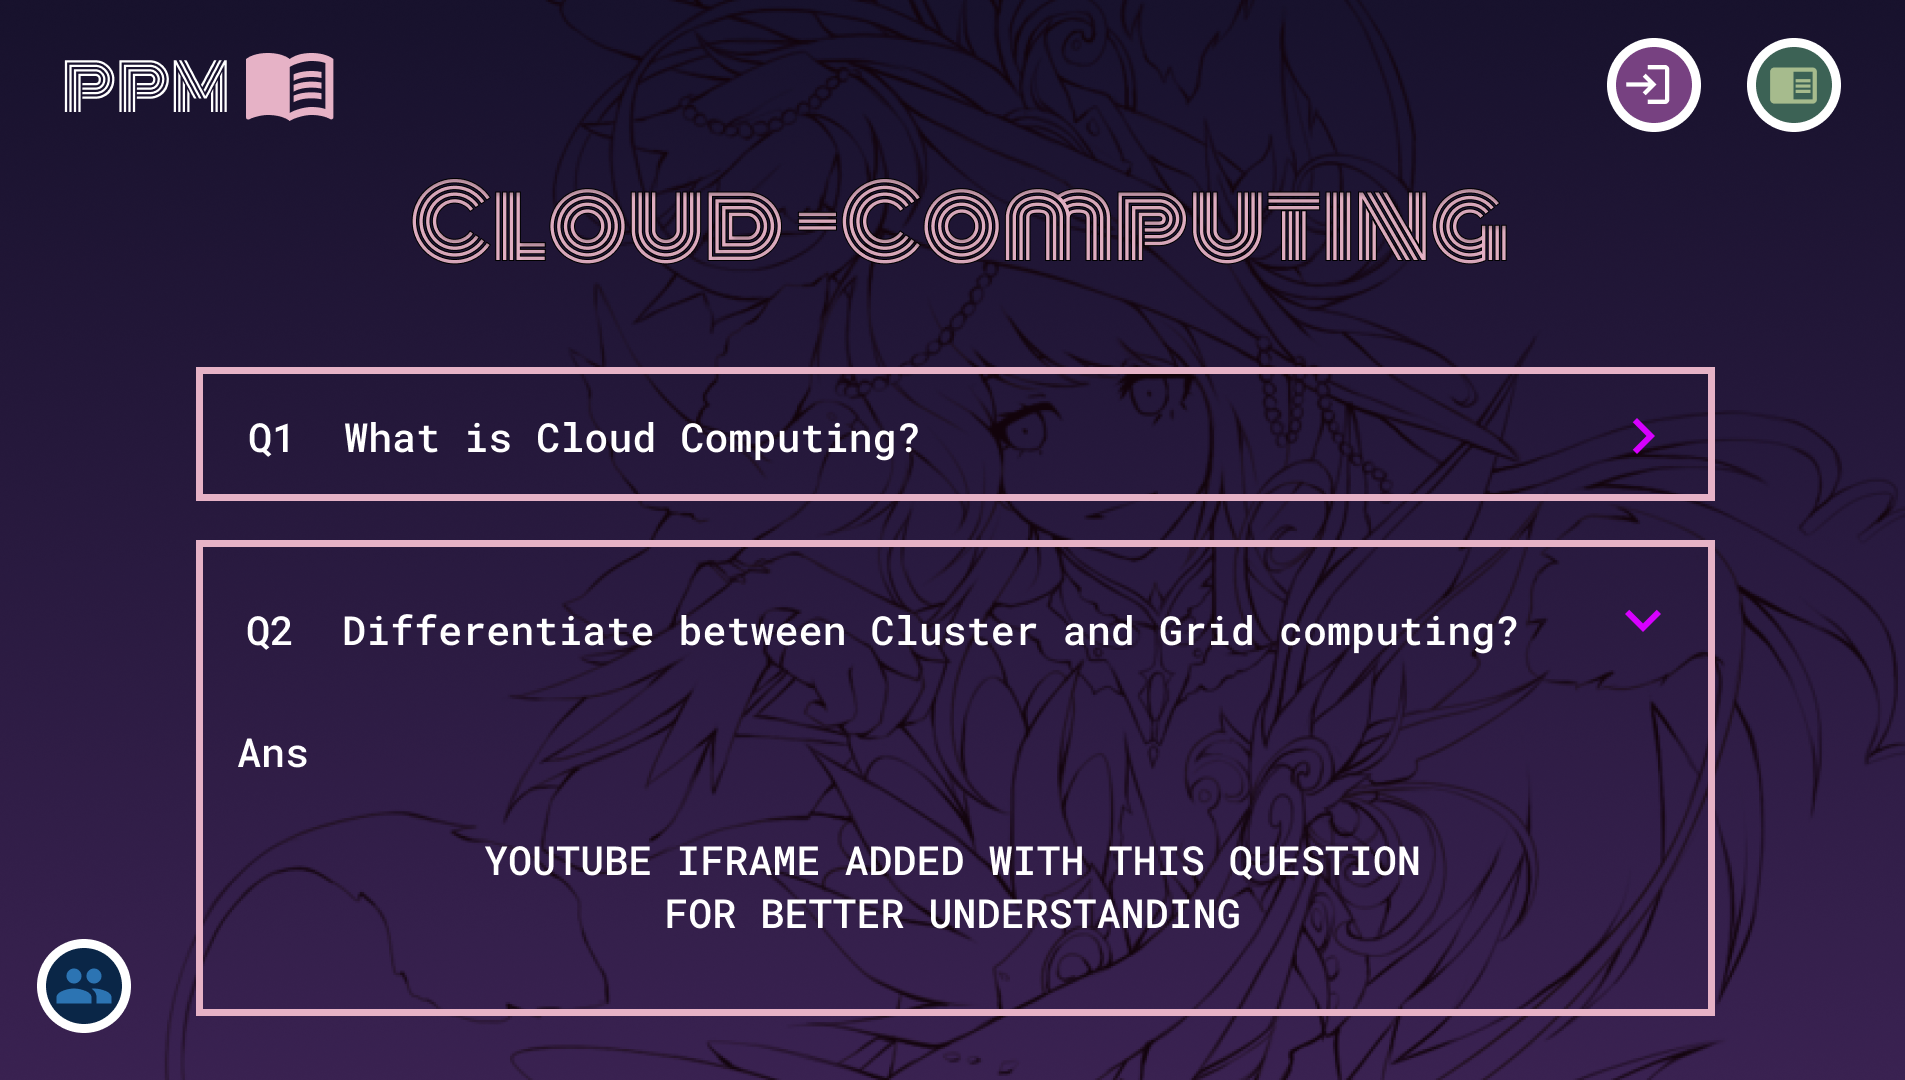 PPM
Cloud-Computing
Q1 What is Cloud Computing?
Q2 Differentiate between Cluster and Grid computing?
Ans
YOUTUBE IFRAME ADDED WITH THIS QUESTION
FOR BETTER UNDERSTANDING